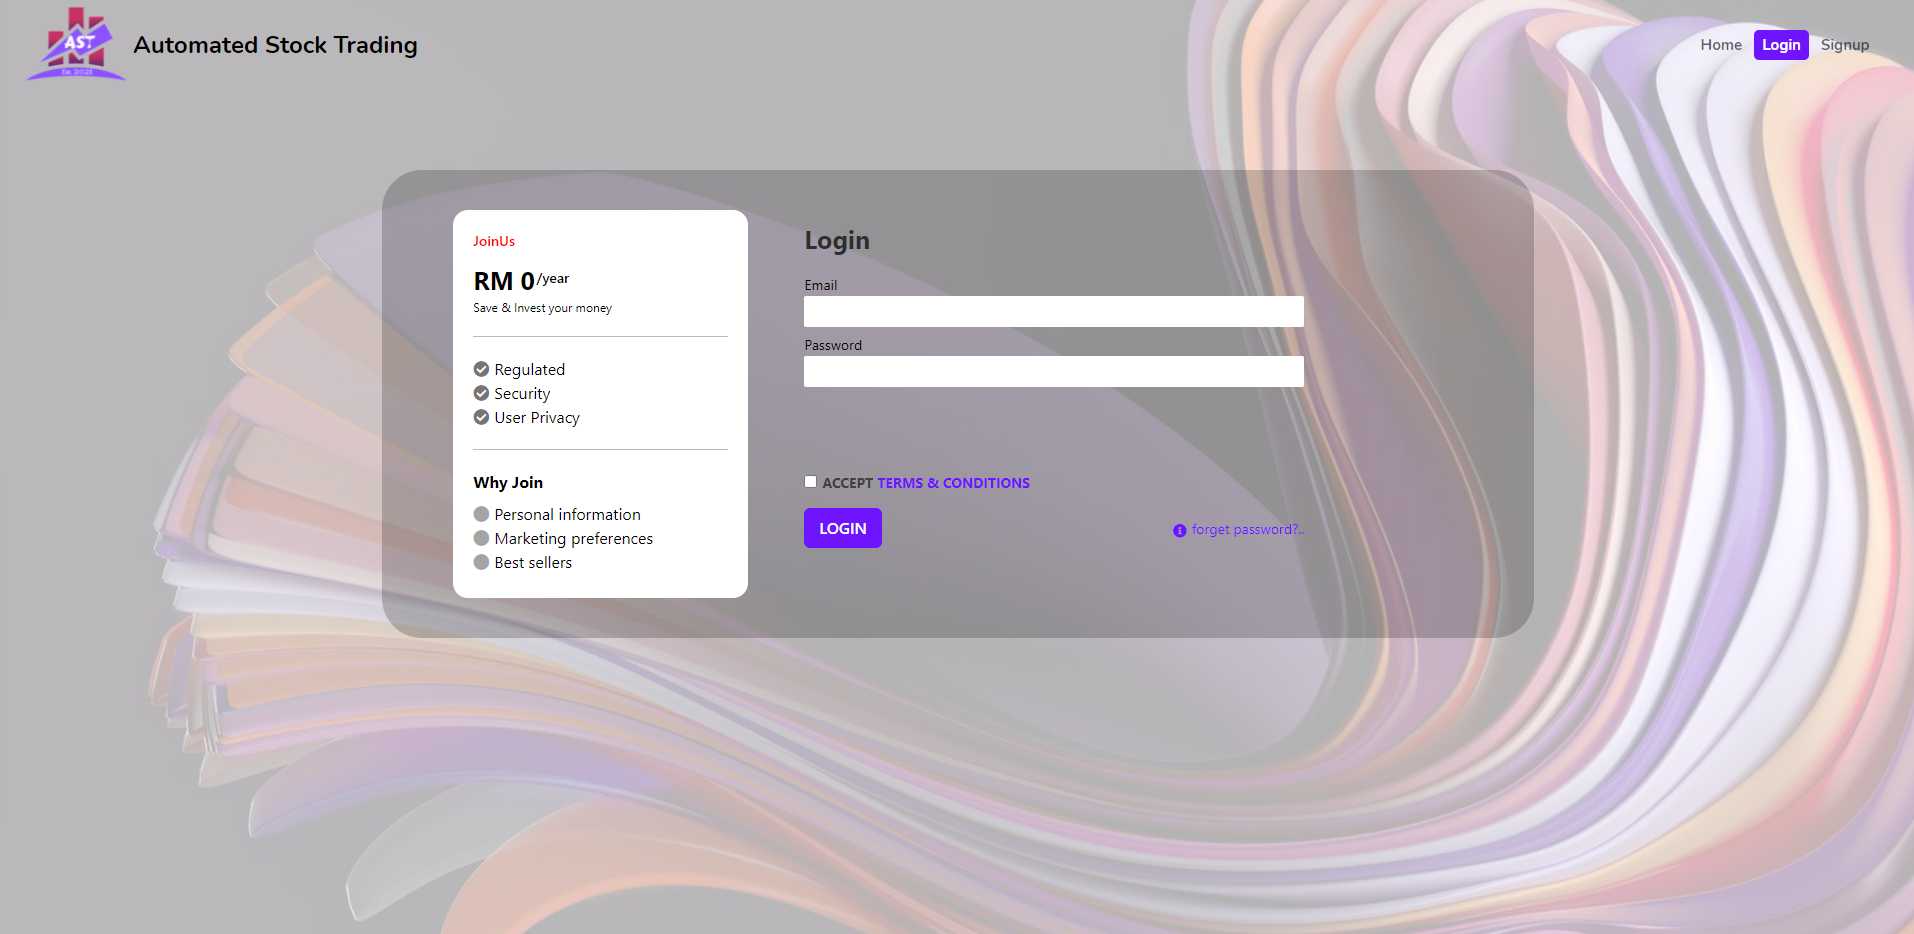 AST
Est. 2021
Automated Stock Trading
Home
Login
Signup
JoinUs
RM 0/year
Save & Invest your money
Regulated
Security
User Privacy
Why Join
Personal information
Marketing preferences
Best sellers
Login
Email
Password
ACCEPT TERMS & CONDITIONS
LOGIN
forget password?..